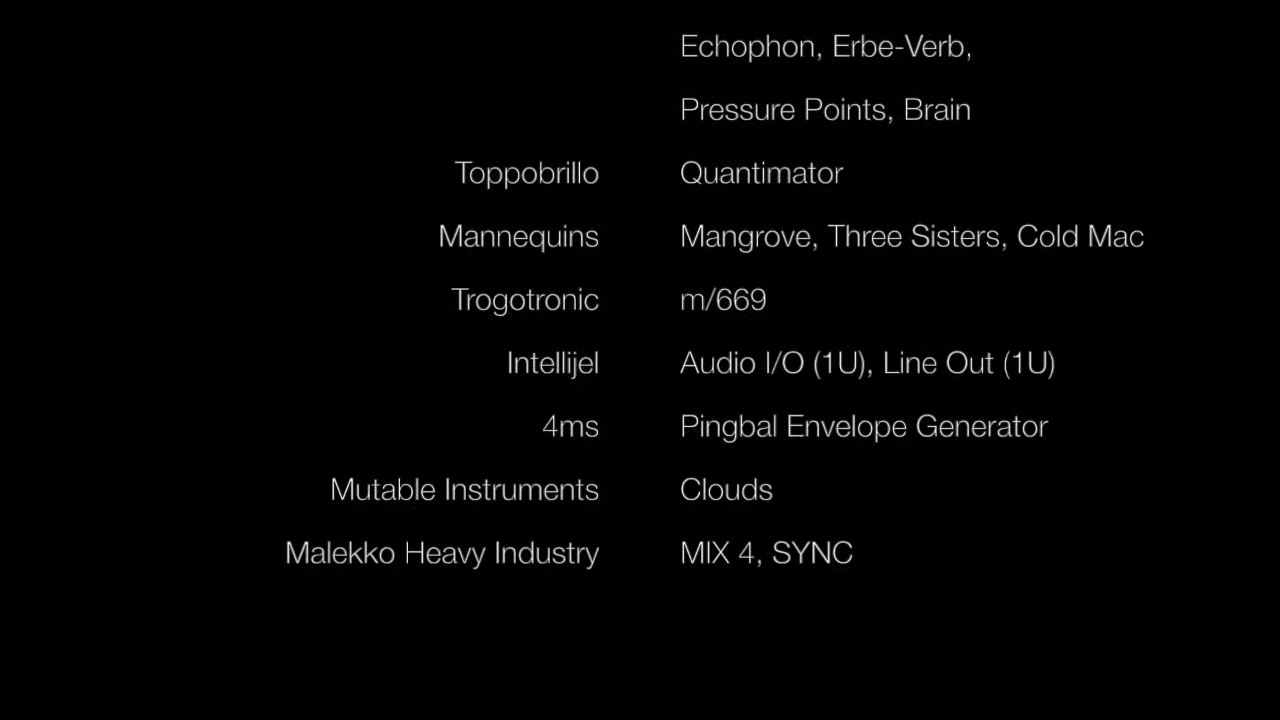 Echophon, Erbe-Verb,
Pressure Points, Brain
Toppobrillo Quantimator
Mannequins Mangrove, Three Sisters, Cold Mac
Trogotronic m/669
Intellijel Audio I/O (1U), Line Out (1U)
4ms Pingbal Envelope Generator
Mutable Instruments Clouds
Malekko Heavy Industry MIX 4, SYNC